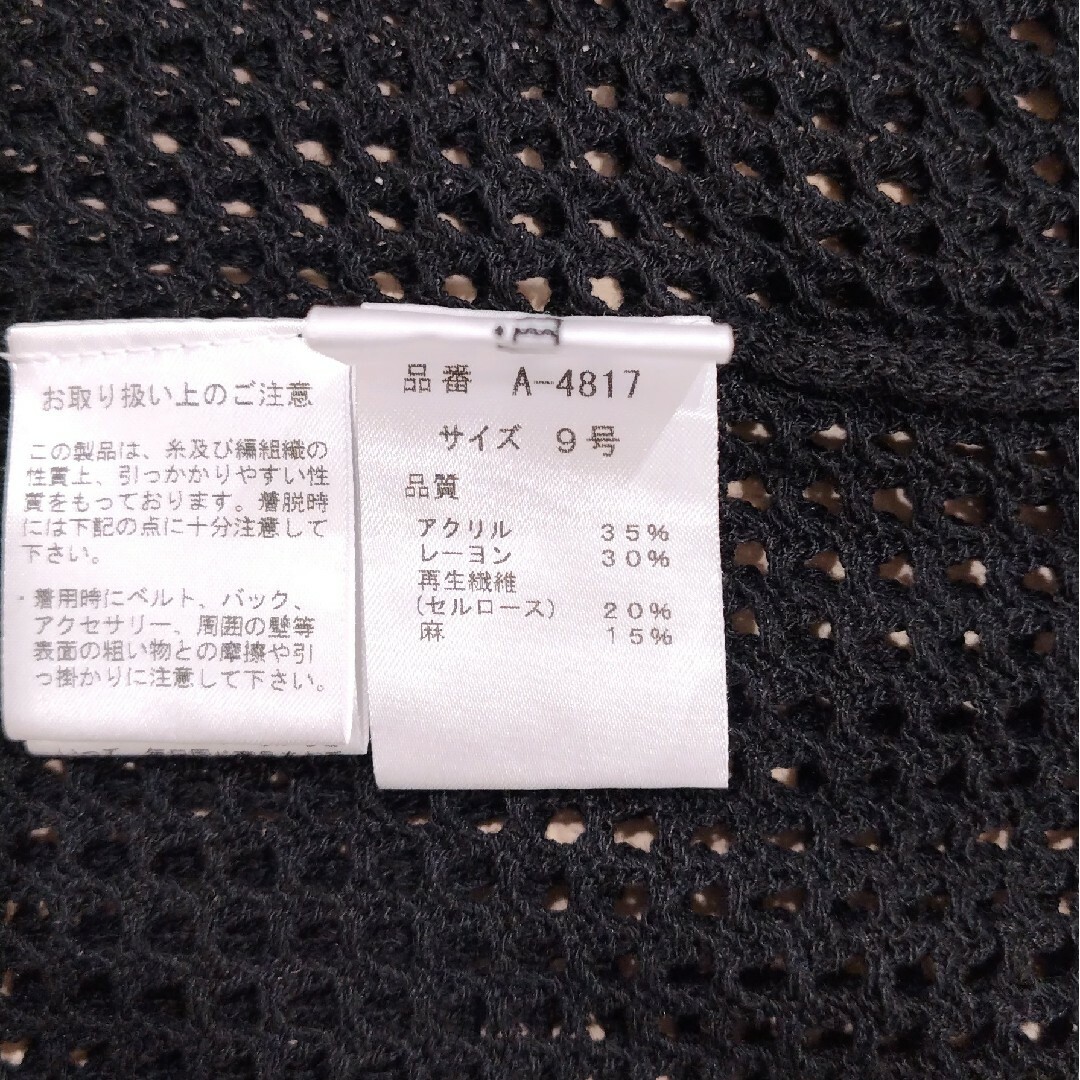 お取り扱い上のご注意
この製品は、糸及び編組織の
性質上、引っかかりやすい性
質をもっております。着脱時
には下記の点に十分注意して
下さい。
・着用時にベルト、バック、
アクセサリー、周囲の壁等
表面の粗い物との摩擦や引
っ掛かりに注意して下さい。
品番 A-4817
サイズ 9号
品質
アクリル 35%
レーヨン 30%
再生繊維
(セルロース) 20%
麻 15%